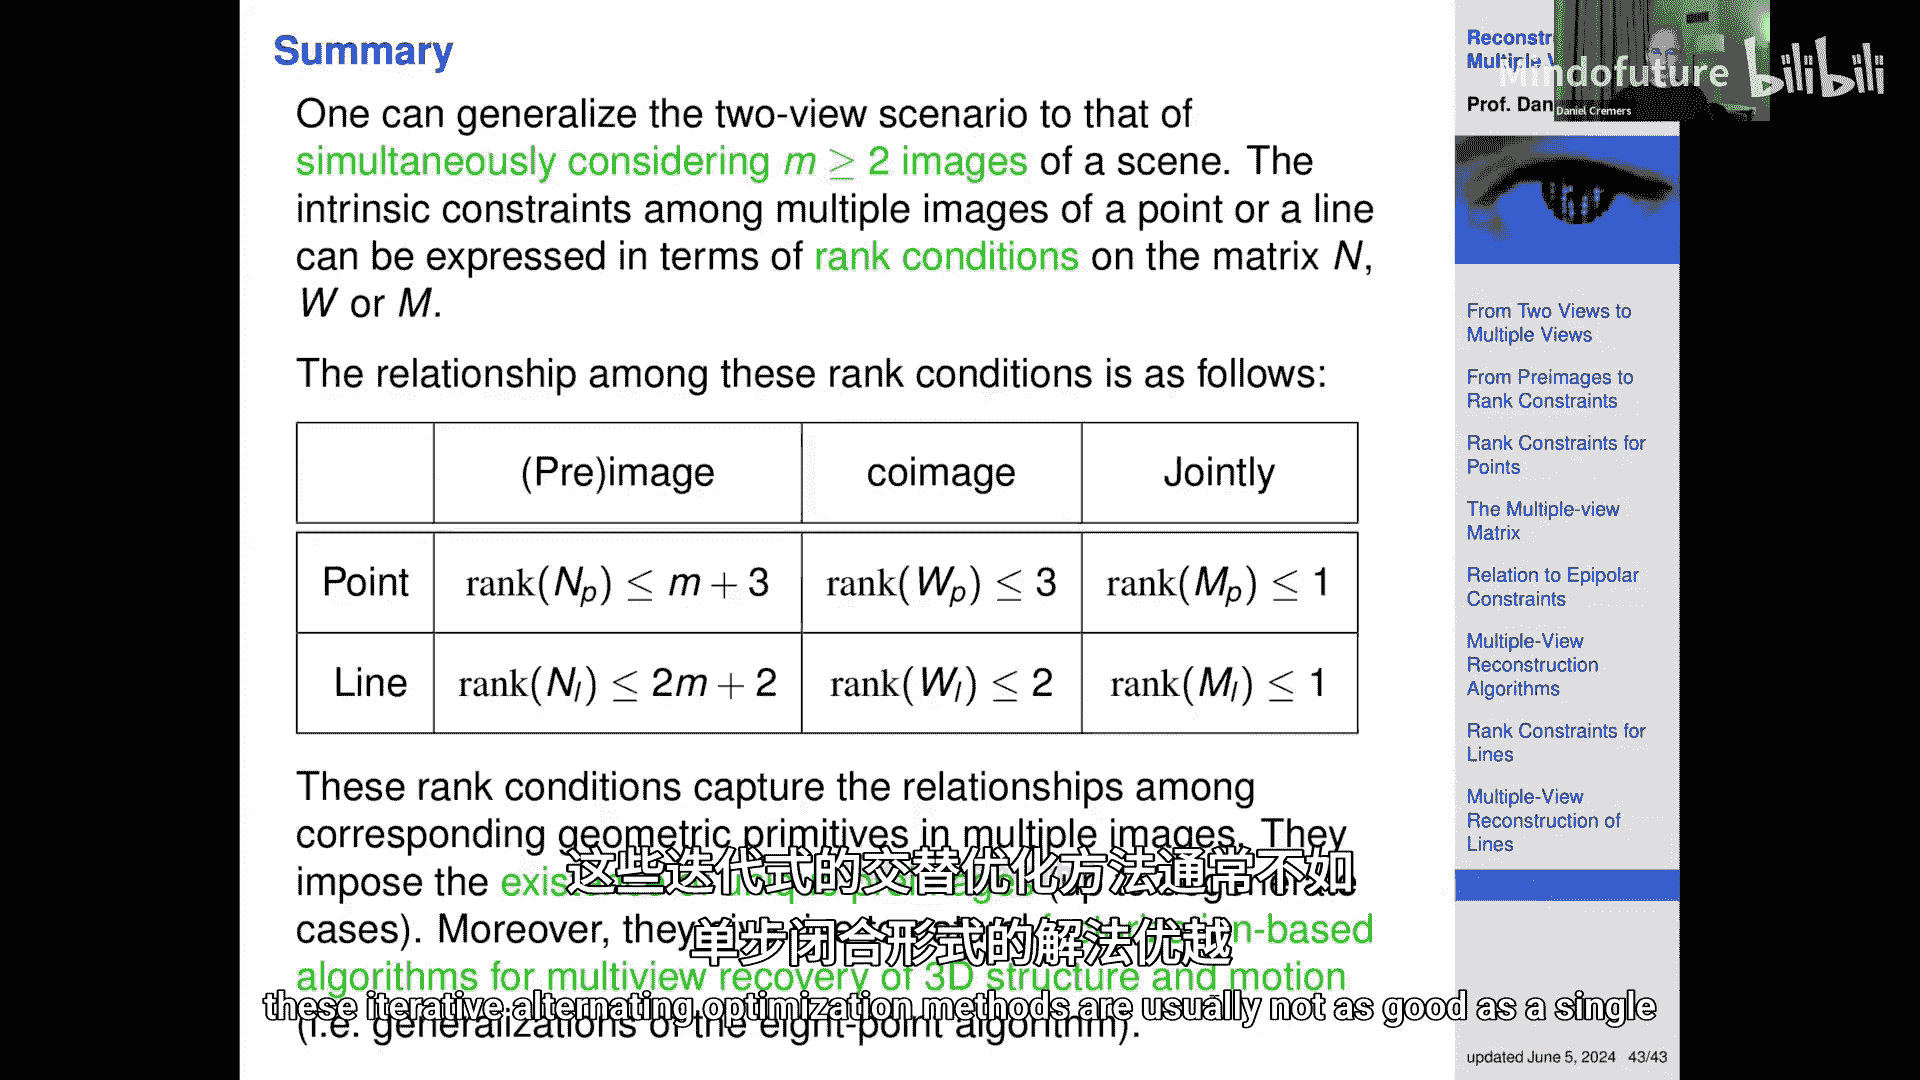 Summary
One can generalize the two-view scenario to that of
simultaneously considering m ≥ 2 images of a scene. The
intrinsic constraints among multiple images of a point or a line
can be expressed in terms of rank conditions on the matrix N,
W or M.
The relationship among these rank conditions is as follows:
(Pre)image coimage Jointly
Point rank(Np) ≤ m + 3 rank(Wp) ≤ 3 rank(Mp) ≤ 1
Line rank(Nl) ≤ 2m + 2 rank(Wl) ≤ 2 rank(Ml) ≤ 1
These rank conditions capture the relationships among
corresponding geometric primitives in multiple images. They
impose the
cases). Moreover, they
algorithms for multiview recovery of 3D structure and motion
(i.e. generalizations of the eight-point algorithm).
这些迭代式的交替优化方法通常不如
单步闭合形式的解法优越
these iterative alternating optimization methods are usually not as good as a single
Multiple
Prof.
Mindofuture bilibili
Daniel Cremers
From Two Views to
Multiple Views
From Preimages to
Rank Constraints
Rank Constraints for
Points
The Multiple-view
Matrix
Relation to Epipolar
Constraints
Multiple-View
Reconstruction
Algorithms
Rank Constraints for
Lines
Multiple-View
Reconstruction of
Lines
updated June 5, 2024 43/43